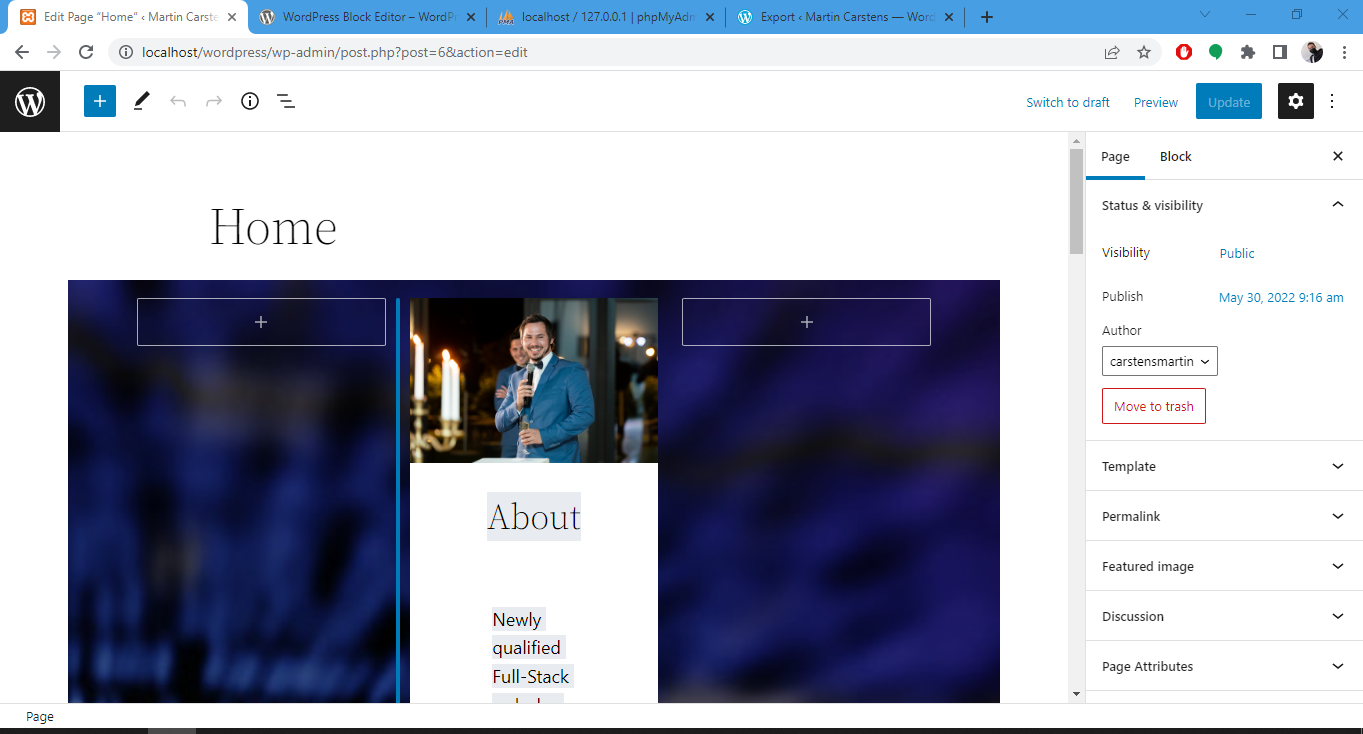 Edit Page “Home” ‹ Martin Carste
WordPress Block Editor – WordPr
localhost / 127.0.0.1 | phpMyAdm
Export ‹ Martin Carstens — Word
localhost/wordpress/wp-admin/post.php?post=6&action=edit
Switch to draft
Preview
Update
Page
Block
Status & visibility
Home
Visibility
Public
Publish
May 30, 2022 9:16 am
Author
carstensmartin
Move to trash
Template
About
Permalink
Featured image
Newly
qualified
Full-Stack
Discussion
Page Attributes
Page